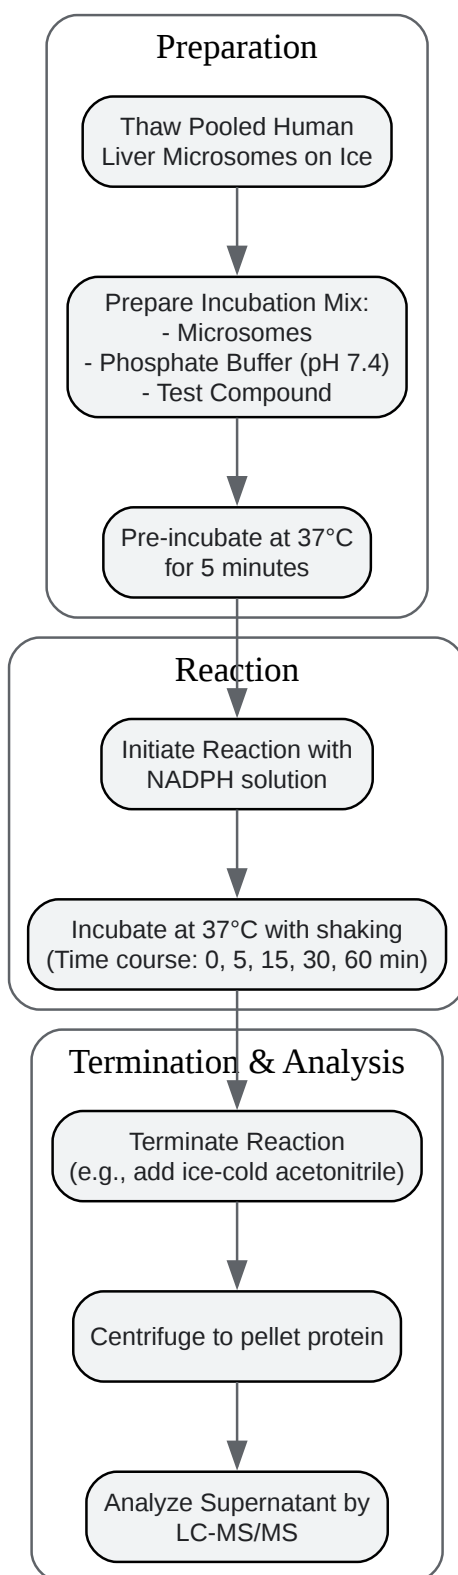 Preparation
Thaw Pooled Human
Liver Microsomes on Ice
Prepare Incubation Mix:
- Microsomes
- Phosphate Buffer (pH 7.4)
- Test Compound
Pre-incubate at 37°C
for 5 minutes
Reaction
Initiate Reaction with
NADPH solution
Incubate at 37°C with shaking
(Time course: 0, 5, 15, 30, 60 min)
Termination & Analysis
Terminate Reaction
(e.g., add ice-cold acetonitrile)
Centrifuge to pellet protein
Analyze Supernatant by
LC-MS/MS